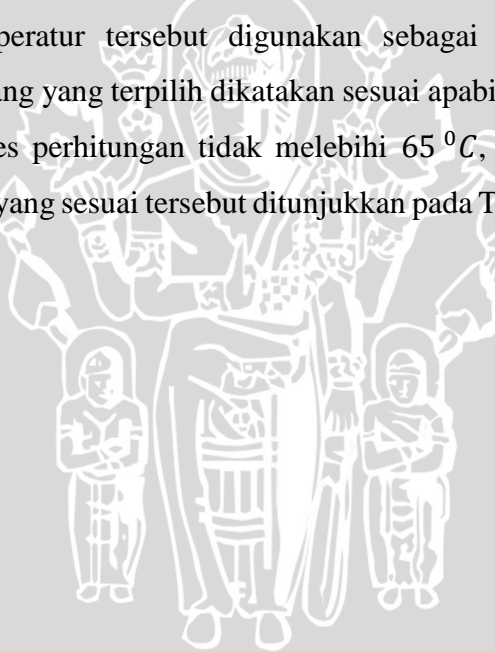 peratur tersebut digunakan sebagai
ang yang terpilih dikatakan sesuai apabi
es perhitungan tidak melebihi 65 ⁰C,
yang sesuai tersebut ditunjukkan pada T